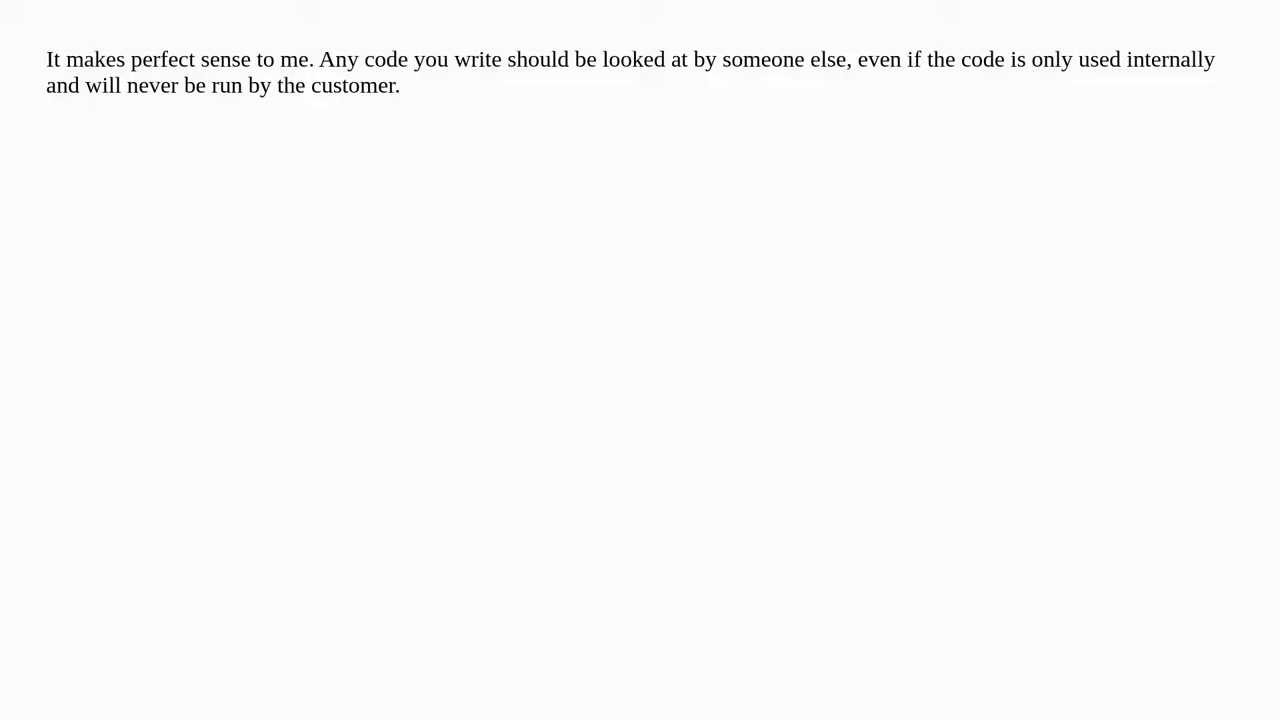 It makes perfect sense to me. Any code you write should be looked at by someone else, even if the code is only used internally
and will never be run by the customer.